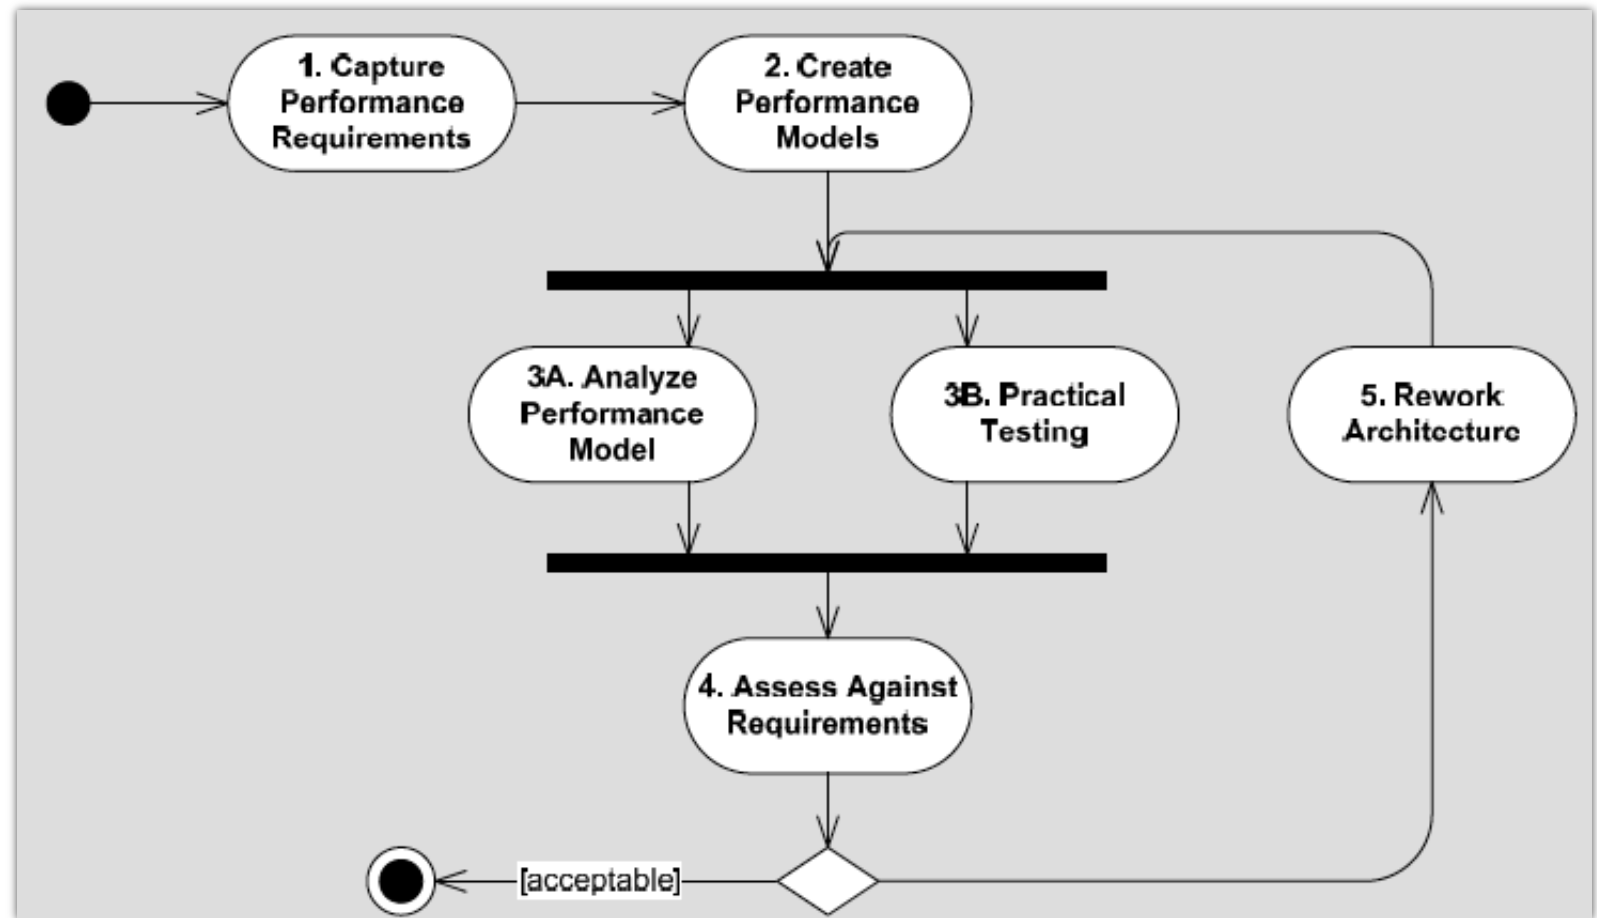 1. Capture
Performance
Requirements
2. Create
Performance
Models
3A. Analyze
Performance
Model
3B. Practical
Testing
5. Rework
Architecture
4. Assess Against
Requirements
[acceptable]